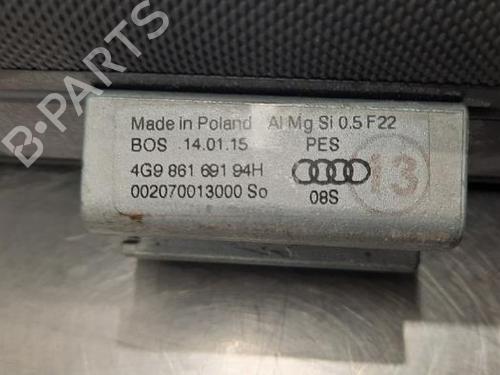 B-PARTS
Made in Poland Al Mg Si 0.5 F22
BOS 14.01.15 PES
4G9 861 691 94H
002070013000 So 08S
13